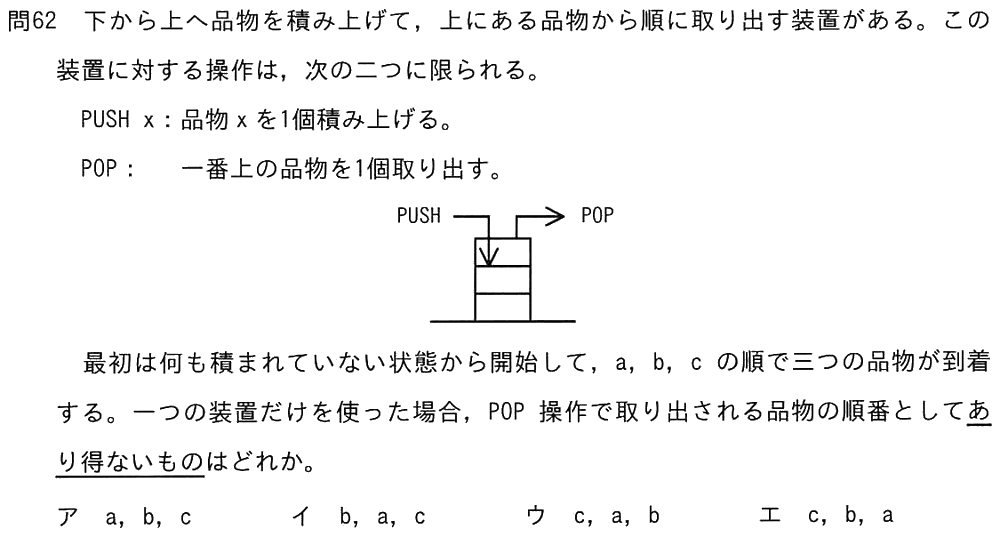 問62　下から上へ品物を積み上げて，上にある品物から順に取り出す装置がある。この
装置に対する操作は，次の二つに限られる。
PUSH x：品物 x を1個積み上げる。
POP：　一番上の品物を1個取り出す。
PUSH　POP
最初は何も積まれていない状態から開始して，a，b，c の順で三つの品物が到着
する。一つの装置だけを使った場合，POP 操作で取り出される品物の順番としてあ
り得ないものはどれか。
ア　a，b，c　イ　b，a，c　ウ　c，a，b　エ　c，b，a